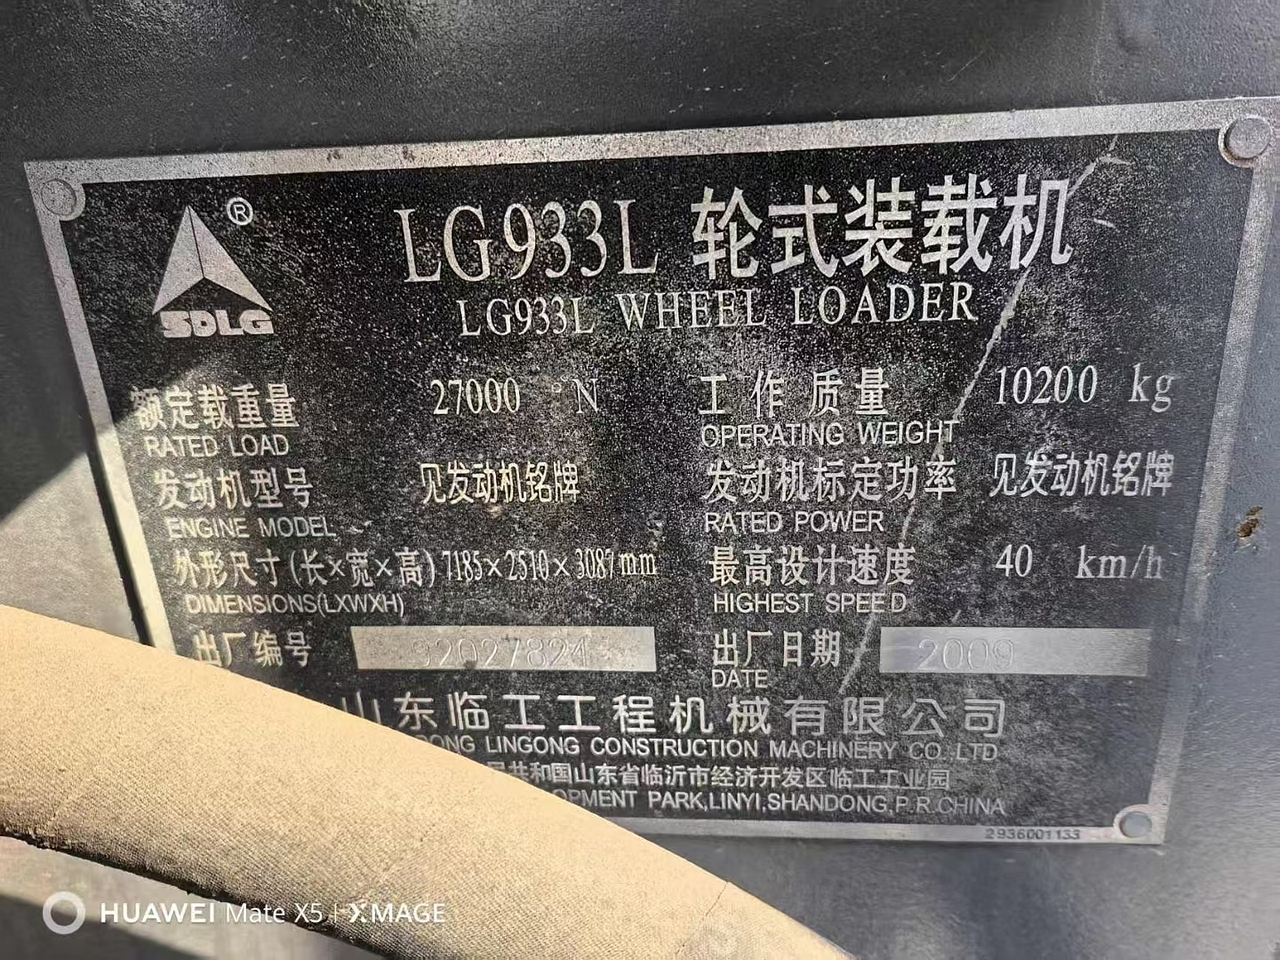 SDLG ®
LG933L 轮式装载机
LG933L WHEEL LOADER
额定载重量 27000 N 工作质量 10200 kg
RATED LOAD OPERATING WEIGHT
发动机型号 见发动机铭牌 发动机标定功率 见发动机铭牌
ENGINE MODEL RATED POWER
外形尺寸(长×宽×高) 7185×2510×3087mm 最高设计速度 40 km/h
DIMENSIONS(LXWXH) HIGHEST SPEED
出厂编号 92027824 出厂日期 2009
DATE
山东临工工程机械有限公司
LINGONG CONSTRUCTION MACHINERY CO.,LTD
共和国山东省临沂市经济开发区临工工业园
PARK,LINYI,SHANDONG,P.R.CHINA
2936001133
HUAWEI Mate X5 | XMAGE